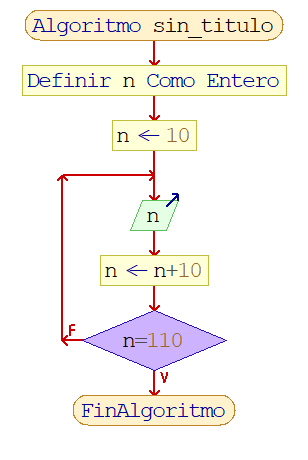 Algoritmo sin_titulo
Definir n Como Entero
n ← 10
n
n ← n+10
F
n=110
V
FinAlgoritmo